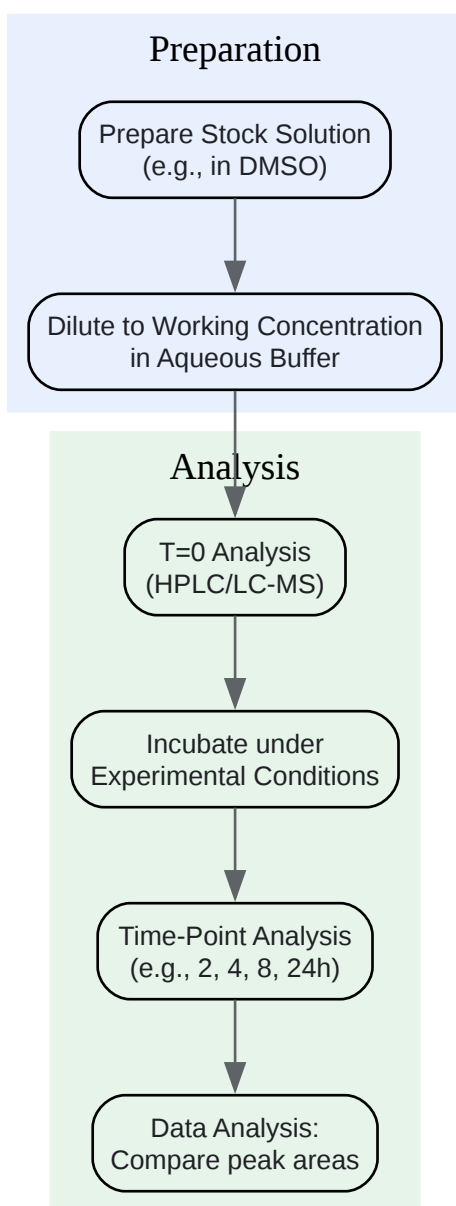 Preparation
Prepare Stock Solution
(e.g., in DMSO)
Dilute to Working Concentration
in Aqueous Buffer
Analysis
T=0 Analysis
(HPLC/LC-MS)
Incubate under
Experimental Conditions
Time-Point Analysis
(e.g., 2, 4, 8, 24h)
Data Analysis:
Compare peak areas